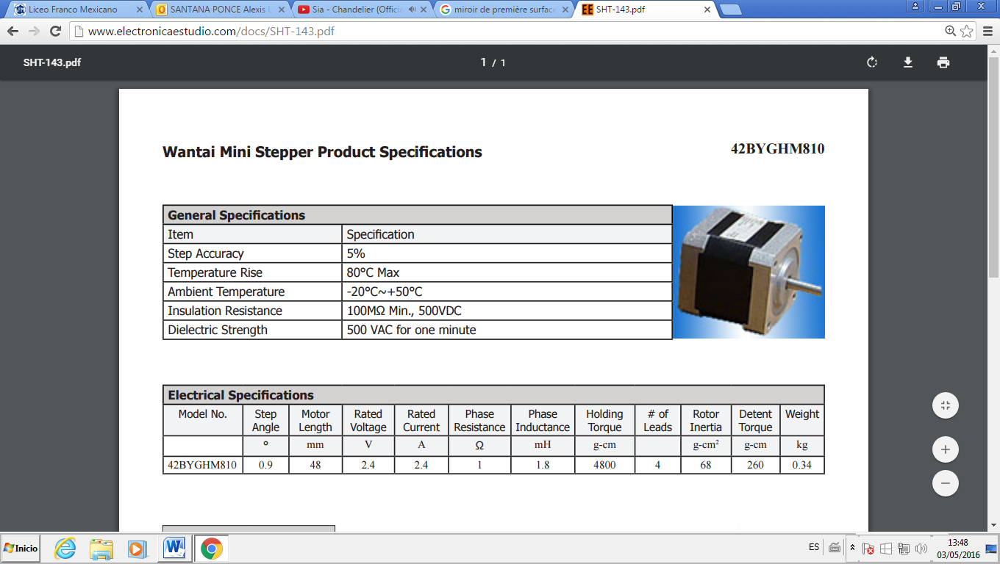 Liceo Franco Mexicano
SANTANA PONCE Alexis
Sia - Chandelier (Officia
miroir de première surface
SHT-143.pdf
www.electronicaestudio.com/docs/SHT-143.pdf
SHT-143.pdf
1 / 1
Wantai Mini Stepper Product Specifications
42BYGHM810
General Specifications
Item Specification
Step Accuracy 5%
Temperature Rise 80°C Max
Ambient Temperature -20°C~+50°C
Insulation Resistance 100MΩ Min., 500VDC
Dielectric Strength 500 VAC for one minute
Electrical Specifications
Model No. Step Motor Rated Rated Phase Phase Holding # of Rotor Detent Weight
Angle Length Voltage Current Resistance Inductance Torque Leads Inertia Torque
° mm V A Ω mH g-cm g-cm² g-cm kg
42BYGHM810 0.9 48 2.4 2.4 1 1.8 4800 4 68 260 0.34
Inicio
ES
13:48
03/05/2016